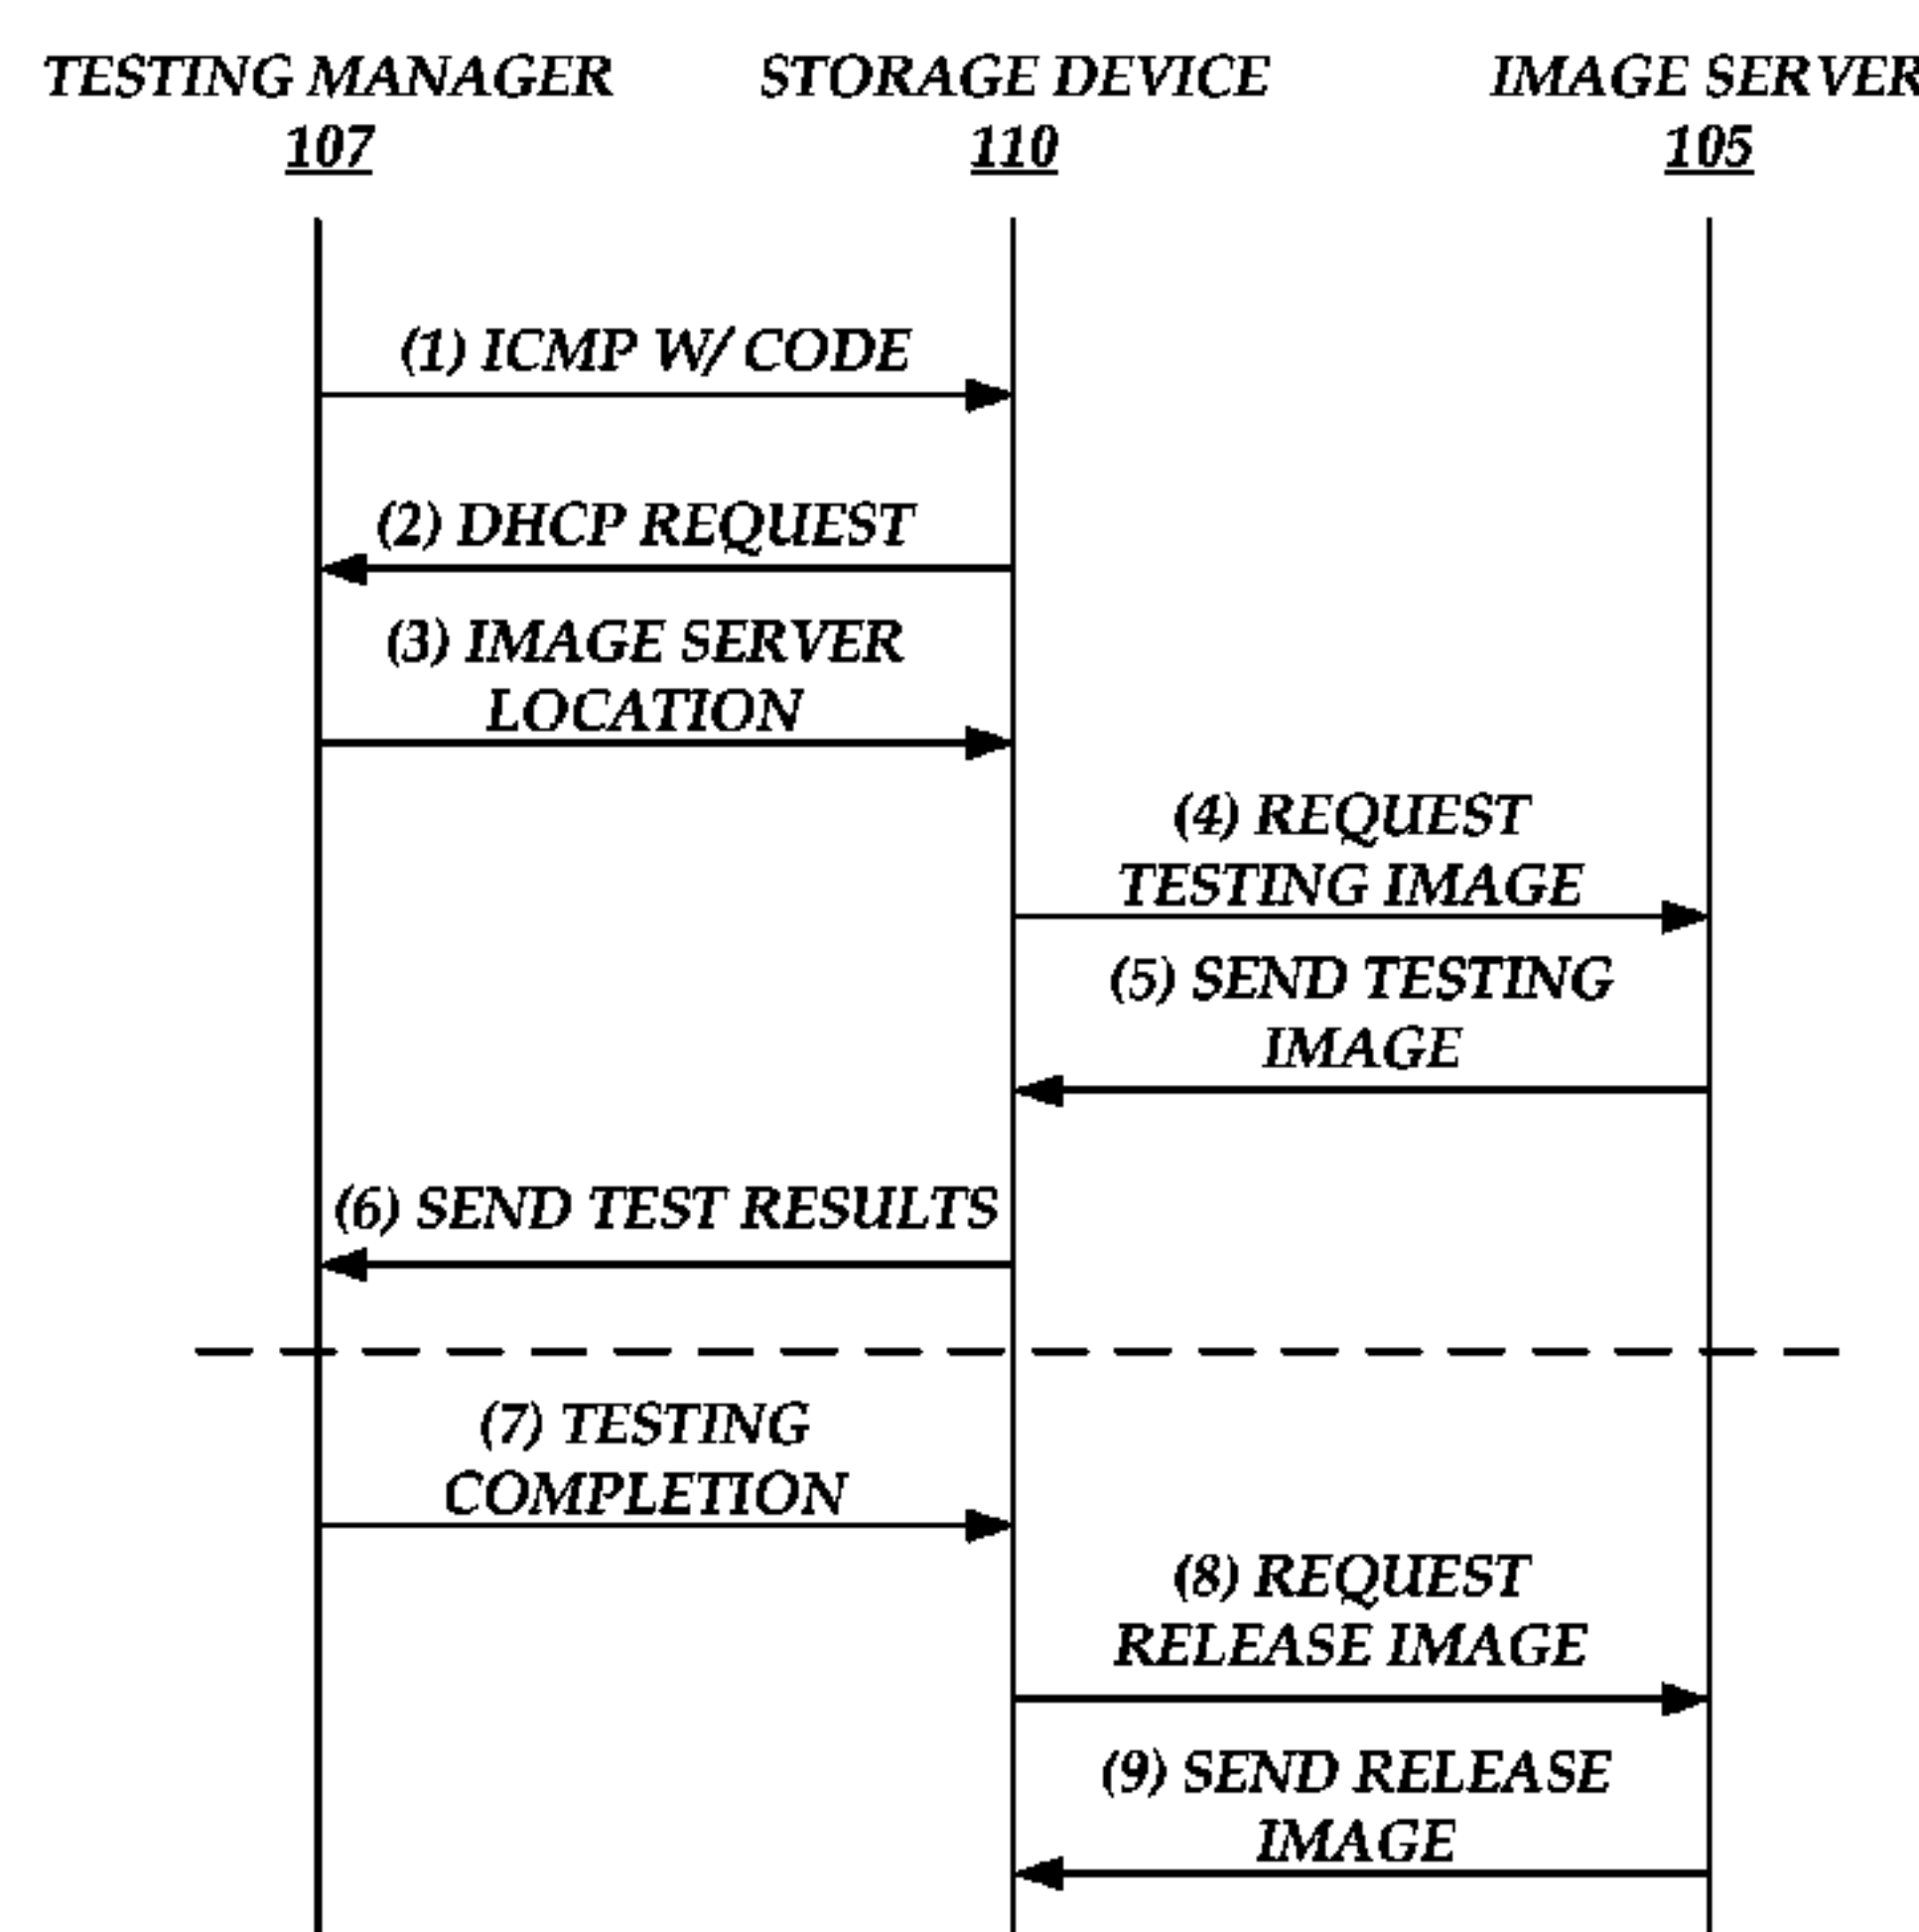 TESTING MANAGER
107
STORAGE DEVICE
110
IMAGE SERVER
105
(1) ICMP W/ CODE
(2) DHCP REQUEST
(3) IMAGE SERVER
LOCATION
(4) REQUEST
TESTING IMAGE
(5) SEND TESTING
IMAGE
(6) SEND TEST RESULTS
(7) TESTING
COMPLETION
(8) REQUEST
RELEASE IMAGE
(9) SEND RELEASE
IMAGE